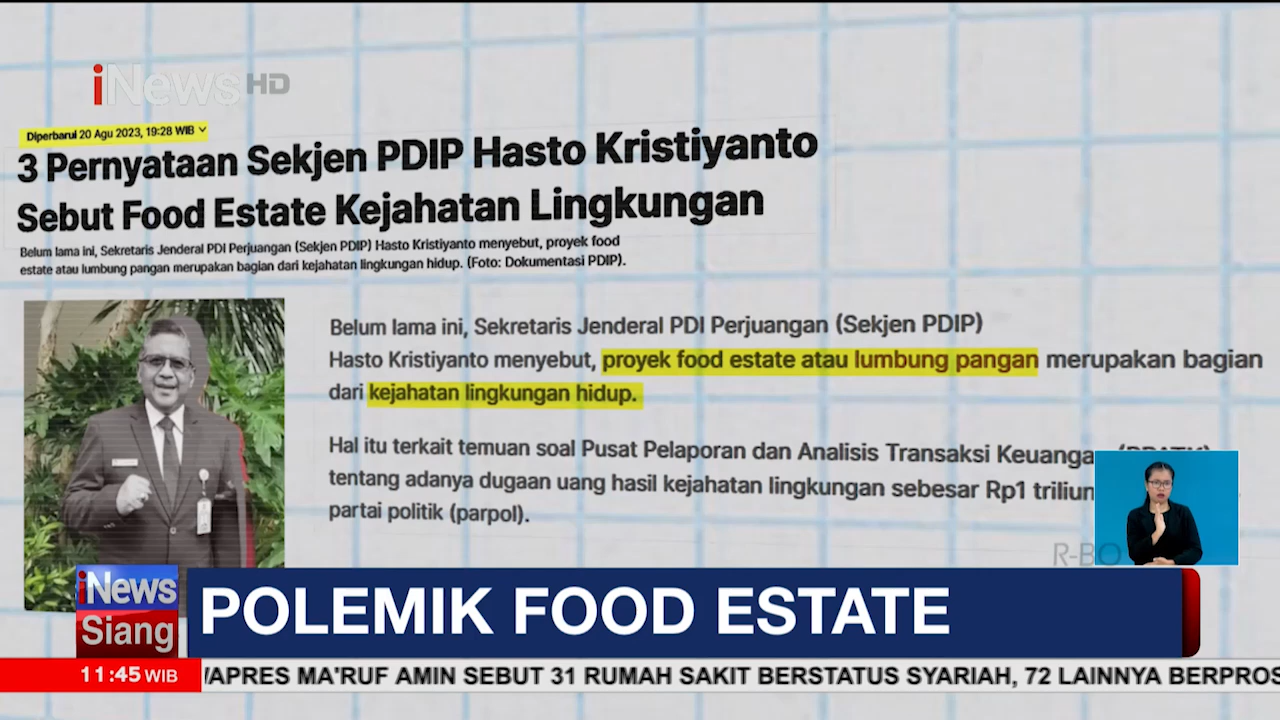 iNews HD
Diperbarui 20 Agu 2023, 19:28 WIB
3 Pernyataan Sekjen PDIP Hasto Kristiyanto
Sebut Food Estate Kejahatan Lingkungan
Belum lama ini, Sekretaris Jenderal PDI Perjuangan (Sekjen PDIP) Hasto Kristiyanto menyebut, proyek food
estate atau lumbung pangan merupakan bagian dari kejahatan lingkungan hidup. (Foto: Dokumentasi PDIP).
Belum lama ini, Sekretaris Jenderal PDI Perjuangan (Sekjen PDIP)
Hasto Kristiyanto menyebut, proyek food estate atau lumbung pangan merupakan bagian
dari kejahatan lingkungan hidup.
Hal itu terkait temuan soal Pusat Pelaporan dan Analisis Transaksi Keuanga
tentang adanya dugaan uang hasil kejahatan lingkungan sebesar Rp1 triliun
partai politik (parpol).
R-BO
iNews
Siang
POLEMIK FOOD ESTATE
11:45 WIB
WAPRES MA'RUF AMIN SEBUT 31 RUMAH SAKIT BERSTATUS SYARIAH, 72 LAINNYA BERPROS